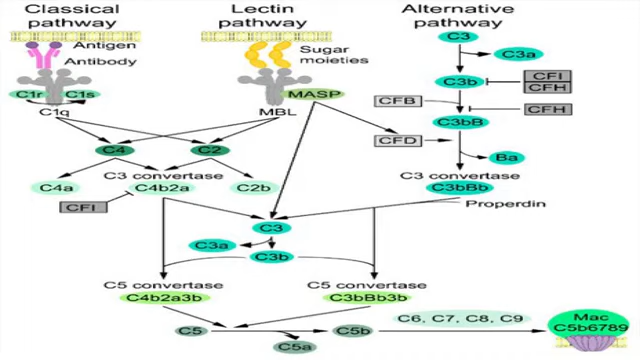 Classical pathway
Lectin pathway
Alternative pathway
Antigen
Antibody
C1r
C1s
C1q
Sugar moieties
MASP
MBL
C3
C3a
C3b
CFI
CFH
CFB
CFH
C3bB
CFD
Ba
C3 convertase
C3bBb
Properdin
C4
C2
C3 convertase
C4a
C4b2a
C2b
CFI
C3
C3a
C3b
C5 convertase
C4b2a3b
C5 convertase
C3bBb3b
C5
C5a
C5b
C6, C7, C8, C9
Mac
C5b6789